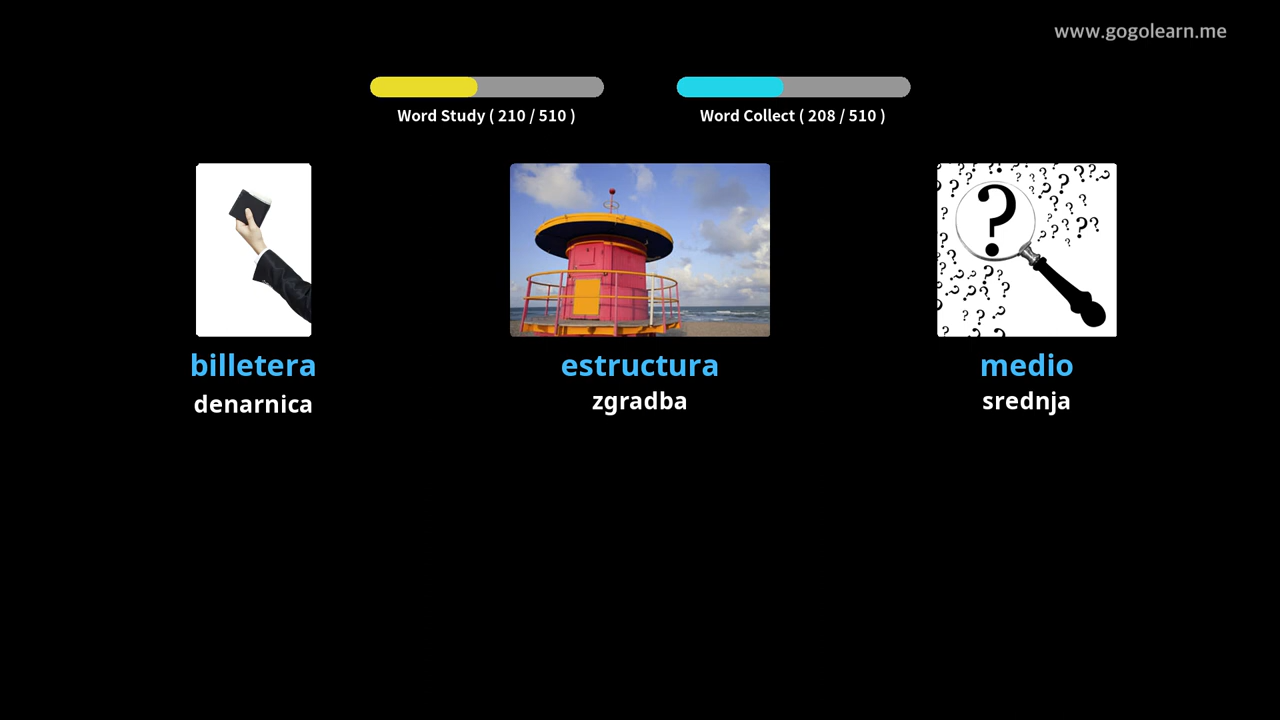 www.gogolearn.me
Word Study ( 210 / 510 )
Word Collect ( 208 / 510 )
billetera
denarnica
estructura
zgradba
medio
srednja